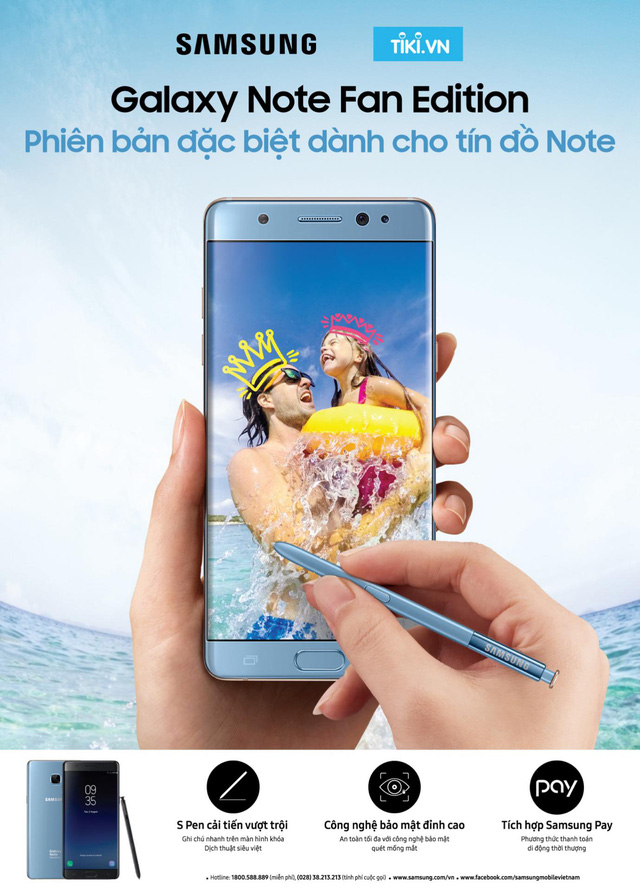 SAMSUNG
TiKi.VN
Galaxy Note Fan Edition
Phiên bản đặc biệt dành cho tín đồ Note
SAMSUNG
SAMSUNG
09
35
S Pen cải tiến vượt trội
Ghi chú nhanh trên màn hình khóa
Dịch thuật siêu việt
Công nghệ bảo mật đỉnh cao
An toàn tối đa với công nghệ bảo mật
quét mống mắt
pay
Tích hợp Samsung Pay
Phương thức thanh toán
di động thời thượng
• Hotline: 1800.588.889 (miễn phí), (028) 38.213.213 (tính phí cuộc gọi) • www.samsung.com/vn • www.facebook.com/samsungmobilevietnam